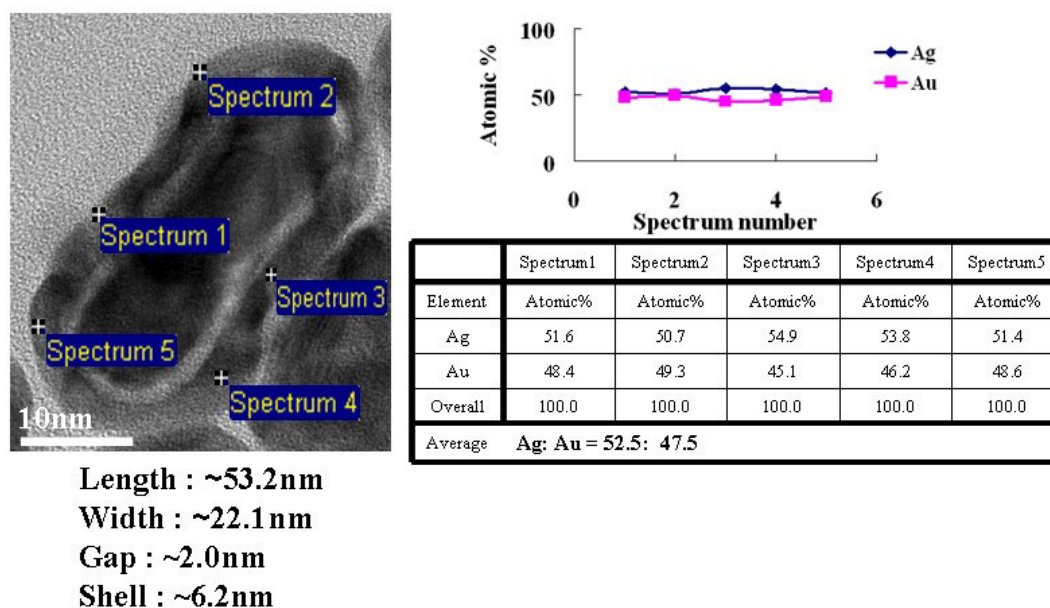 Spectrum 2
Spectrum 1
Spectrum 3
Spectrum 5
Spectrum 4
10nm
Length : ~53.2nm
Width : ~22.1nm
Gap : ~2.0nm
Shell : ~6.2nm
100
50
0
Atomic %
0 2 4 6
Spectrum number
Ag
Au
Spectrum1 Spectrum2 Spectrum3 Spectrum4 Spectrum5
Element Atomic% Atomic% Atomic% Atomic% Atomic%
Ag 51.6 50.7 54.9 53.8 51.4
Au 48.4 49.3 45.1 46.2 48.6
Overall 100.0 100.0 100.0 100.0 100.0
Average Ag: Au = 52.5: 47.5